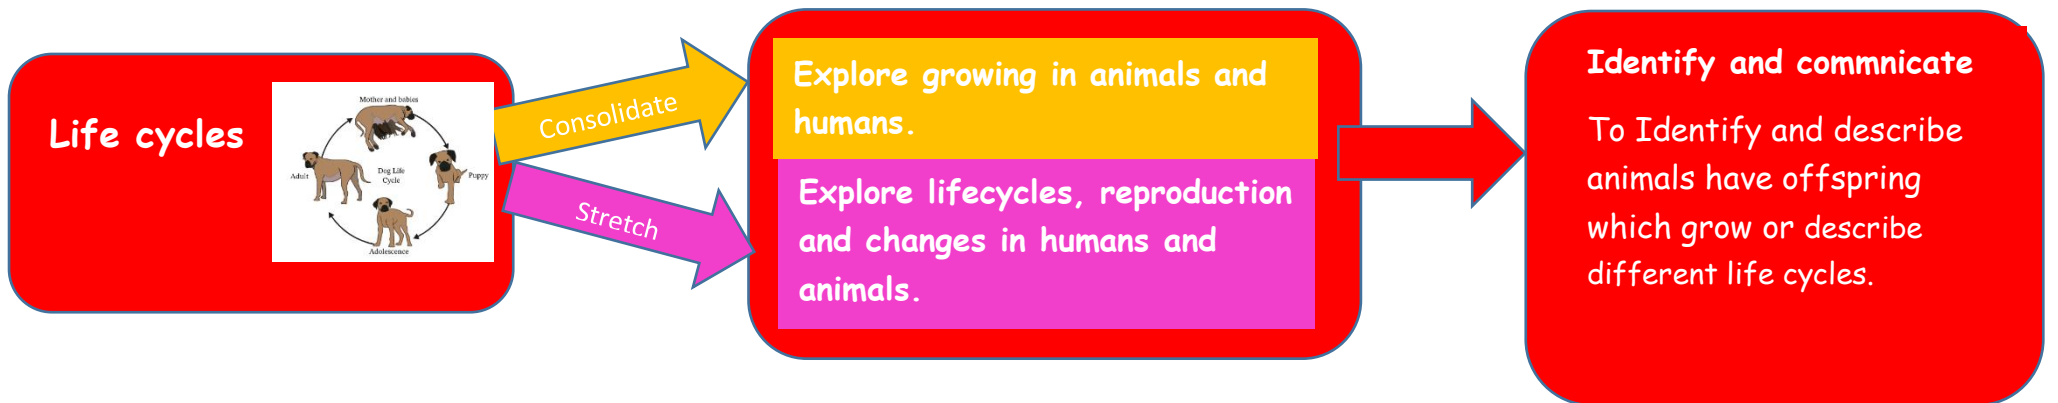 Life cycles
Mother and babies
Adult
Dog Life
Cycle
Puppy
Adolescence
Consolidate
Stretch
Explore growing in animals and
humans.
Explore lifecycles, reproduction
and changes in humans and
animals.
Identify and commnicate
To Identify and describe
animals have offspring
which grow or describe
different life cycles.